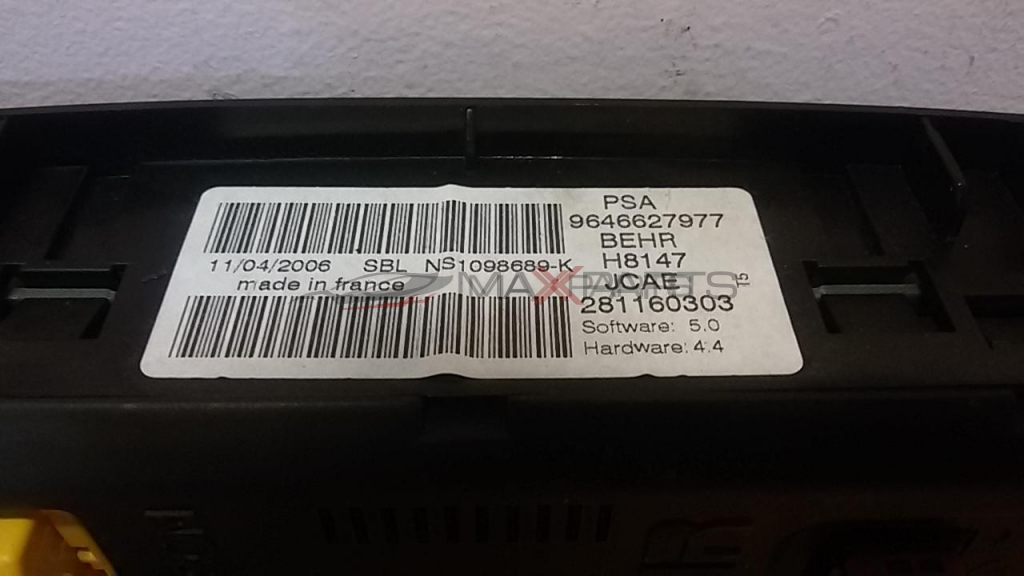 PSA
9646627977
BEHR
H8147
11/04/2006 SBL NS1098689-K
made in france
JCAE
281160303
Software: 5.0
Hardware: 4.4
15
MAXPARTS